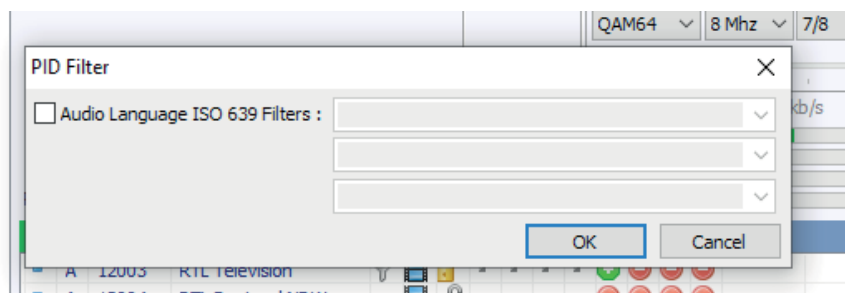 QAM64 8 Mhz 7/8
PID Filter
kb/s
Audio Language ISO 639 Filters :
OK Cancel
A 12003 RTL Television